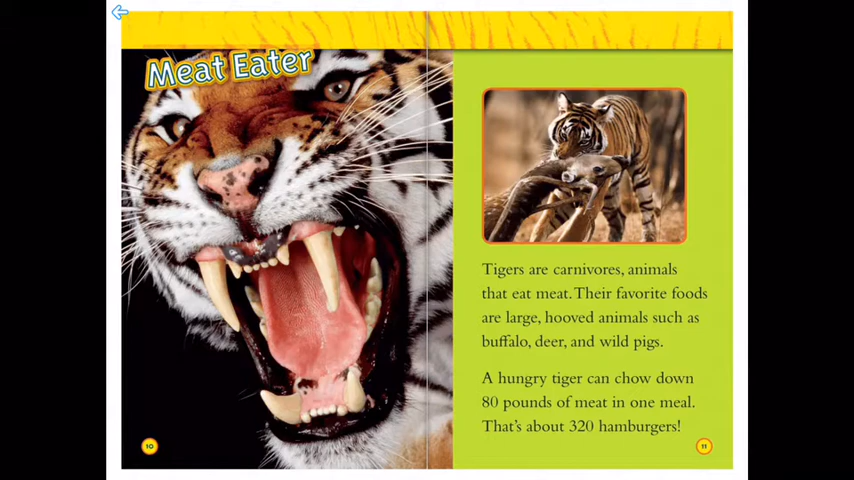 Meat Eater
Tigers are carnivores, animals
that eat meat. Their favorite foods
are large, hooved animals such as
buffalo, deer, and wild pigs.
A hungry tiger can chow down
80 pounds of meat in one meal.
That's about 320 hamburgers!
10
11